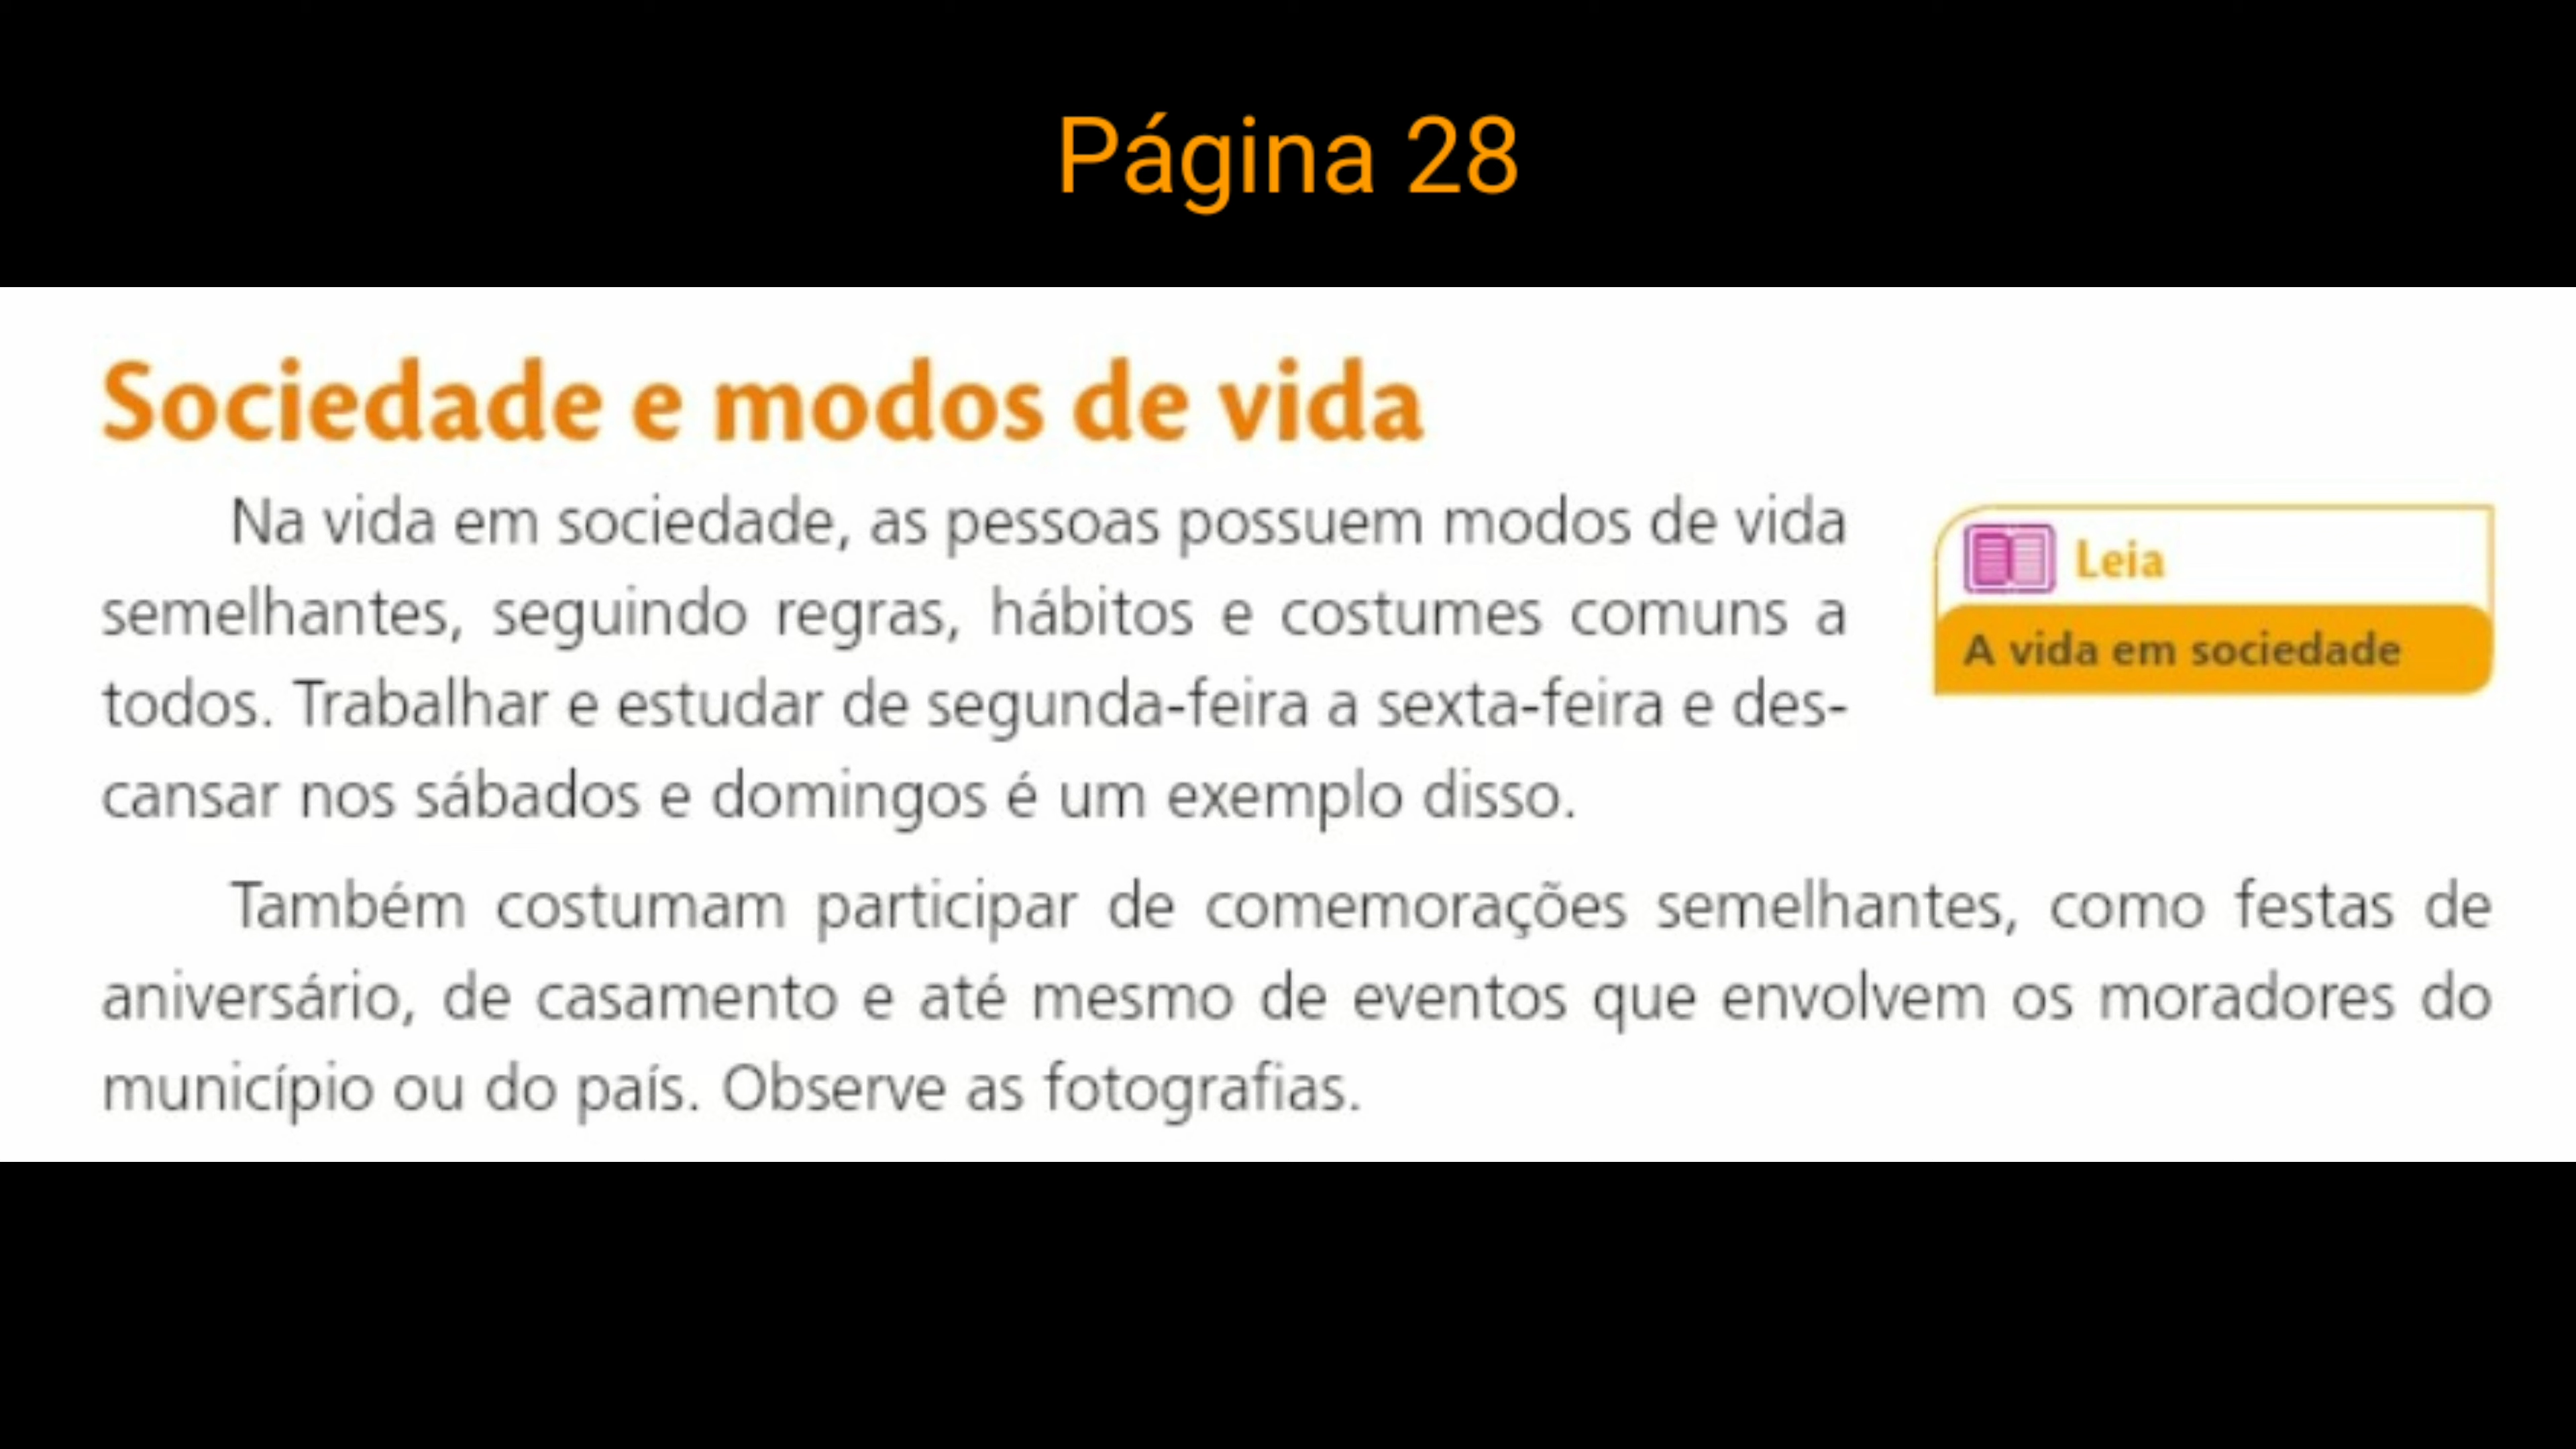 Página 28
Sociedade e modos de vida
Na vida em sociedade, as pessoas possuem modos de vida
semelhantes, seguindo regras, hábitos e costumes comuns a
todos. Trabalhar e estudar de segunda-feira a sexta-feira e des-
cansar nos sábados e domingos é um exemplo disso.
Leia
A vida em sociedade
Também costumam participar de comemorações semelhantes, como festas de
aniversário, de casamento e até mesmo de eventos que envolvem os moradores do
município ou do país. Observe as fotografias.